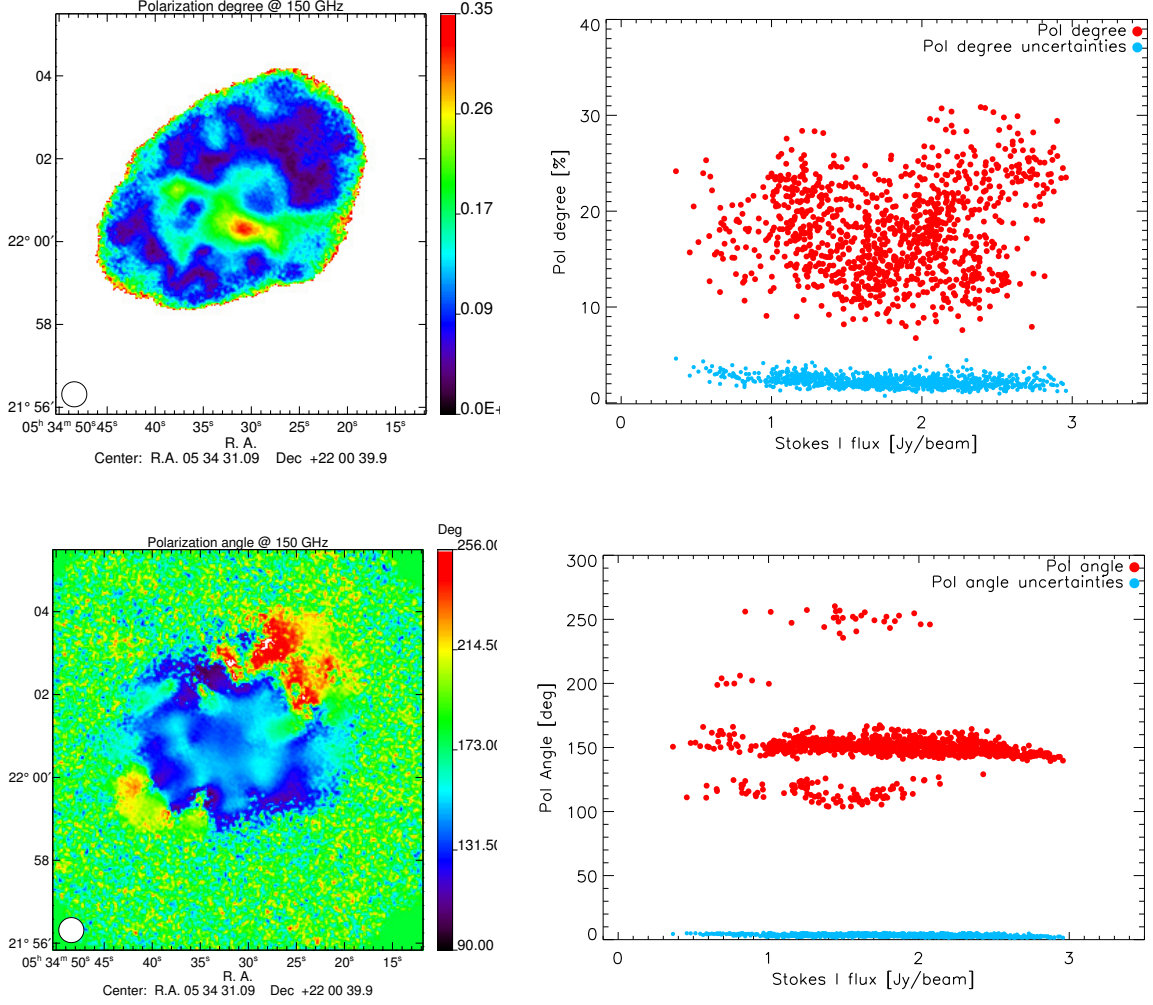 Polarization degree @ 150 GHz
0.35
0.26
0.17
0.09
0.0E+
04
02
22° 00′
58
21° 56′
05ʰ 34ᵐ 50ˢ 45ˢ 40ˢ 35ˢ 30ˢ 25ˢ 20ˢ 15ˢ
R. A.
Center: R.A. 05 34 31.09 Dec +22 00 39.9
Pol degree
Pol degree uncertainties
Pol degree [%]
40
30
20
10
0
0 1 2 3
Stokes I flux [Jy/beam]
Polarization angle @ 150 GHz
Deg
256.00
214.50
173.00
131.50
90.00
04
02
22° 00′
58
21° 56′
05ʰ 34ᵐ 50ˢ 45ˢ 40ˢ 35ˢ 30ˢ 25ˢ 20ˢ 15ˢ
R. A.
Center: R.A. 05 34 31.09 Dec +22 00 39.9
Pol angle
Pol angle uncertainties
Pol Angle [deg]
300
250
200
150
100
50
0
0 1 2 3
Stokes I flux [Jy/beam]